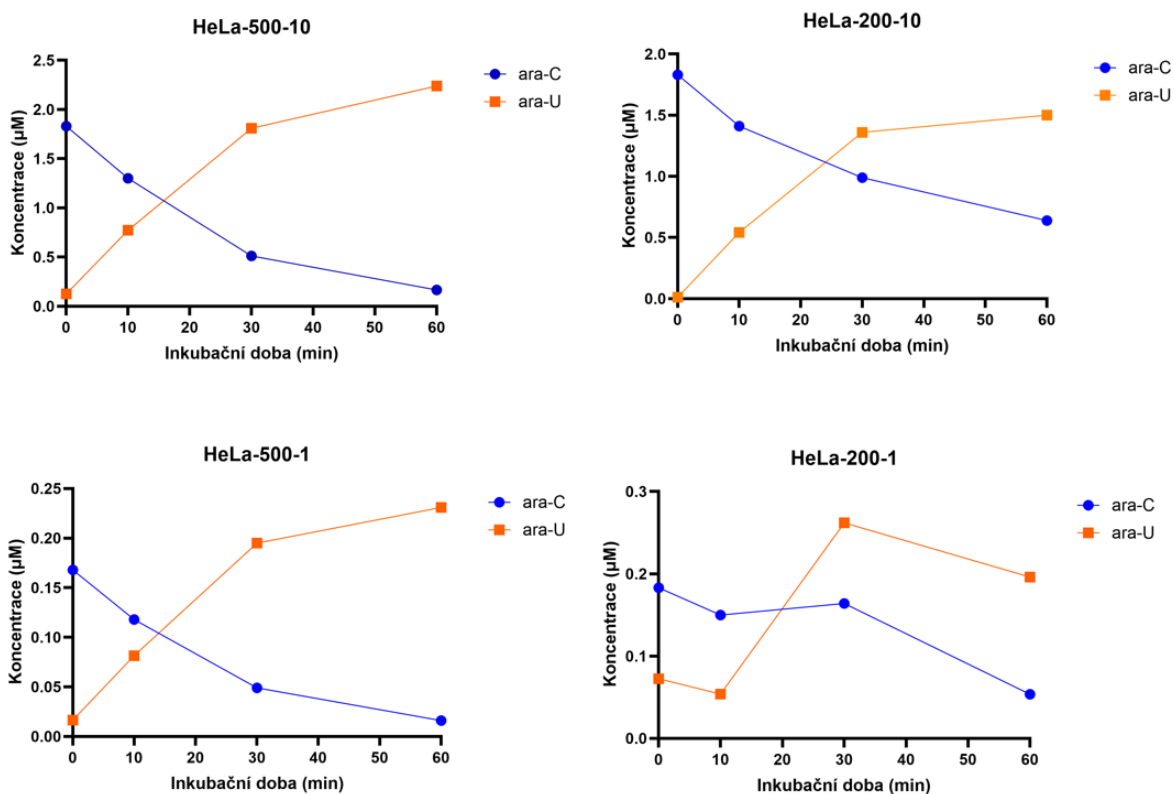 HeLa-500-10
2.5
2.0
1.5
1.0
0.5
0.0
Koncentrace (µM)
0 10 20 30 40 50 60
Inkubační doba (min)
ara-C
ara-U
HeLa-200-10
2.0
1.5
1.0
0.5
0.0
Koncentrace (µM)
0 10 20 30 40 50 60
Inkubační doba (min)
ara-C
ara-U
HeLa-500-1
0.25
0.20
0.15
0.10
0.05
0.00
Koncentrace (µM)
0 10 20 30 40 50 60
Inkubační doba (min)
ara-C
ara-U
HeLa-200-1
0.3
0.2
0.1
0.0
Koncentrace (µM)
0 10 20 30 40 50 60
Inkubační doba (min)
ara-C
ara-U